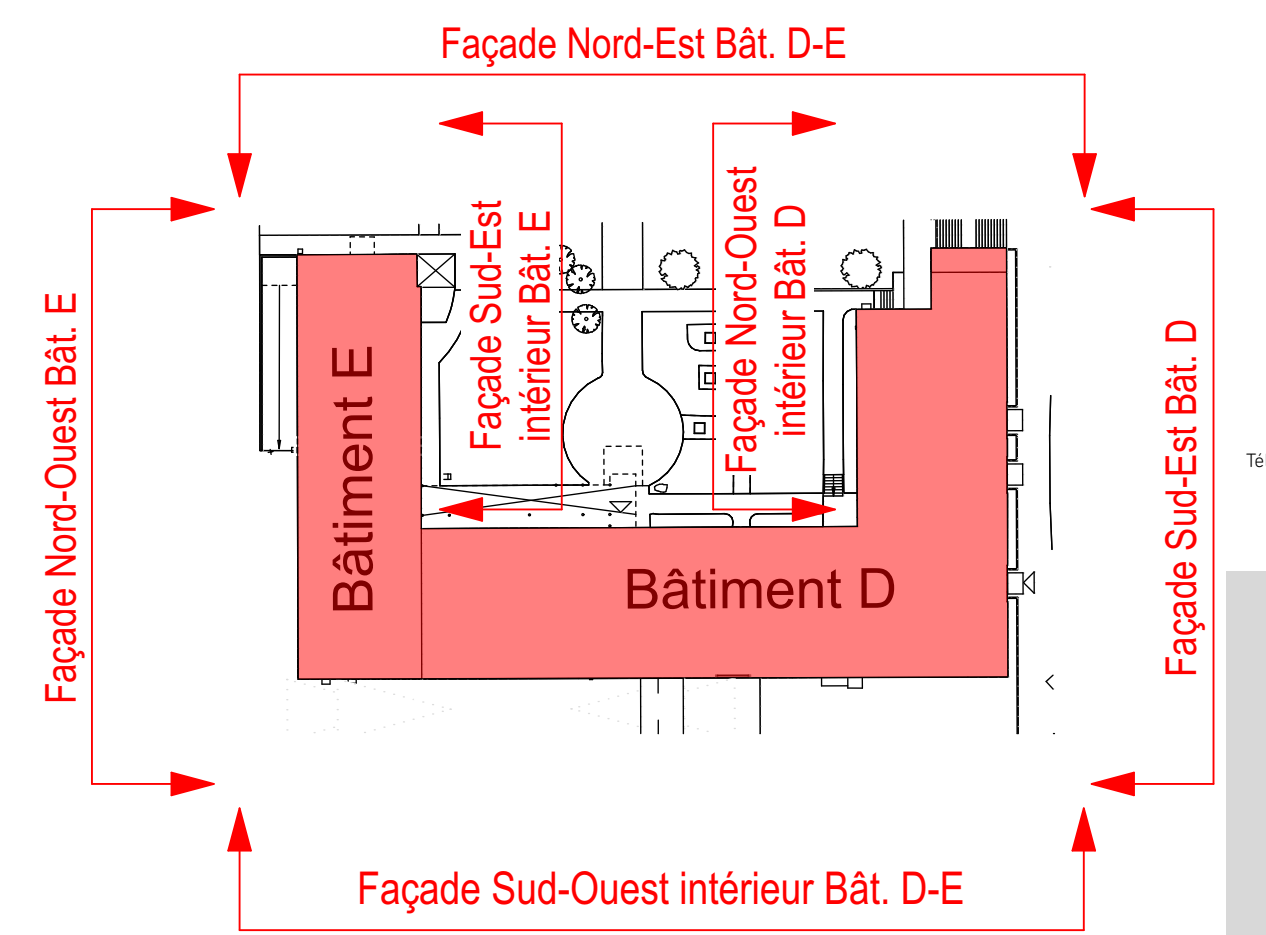 Façade Nord-Est Bât. D-E
Façade Nord-Ouest Bât. E
Façade Sud-Est
intérieur Bât. E
Façade Nord-Ouest
intérieur Bât. D
Façade Sud-Est Bât. D
Bâtiment E
Bâtiment D
Tél
Façade Sud-Ouest intérieur Bât. D-E